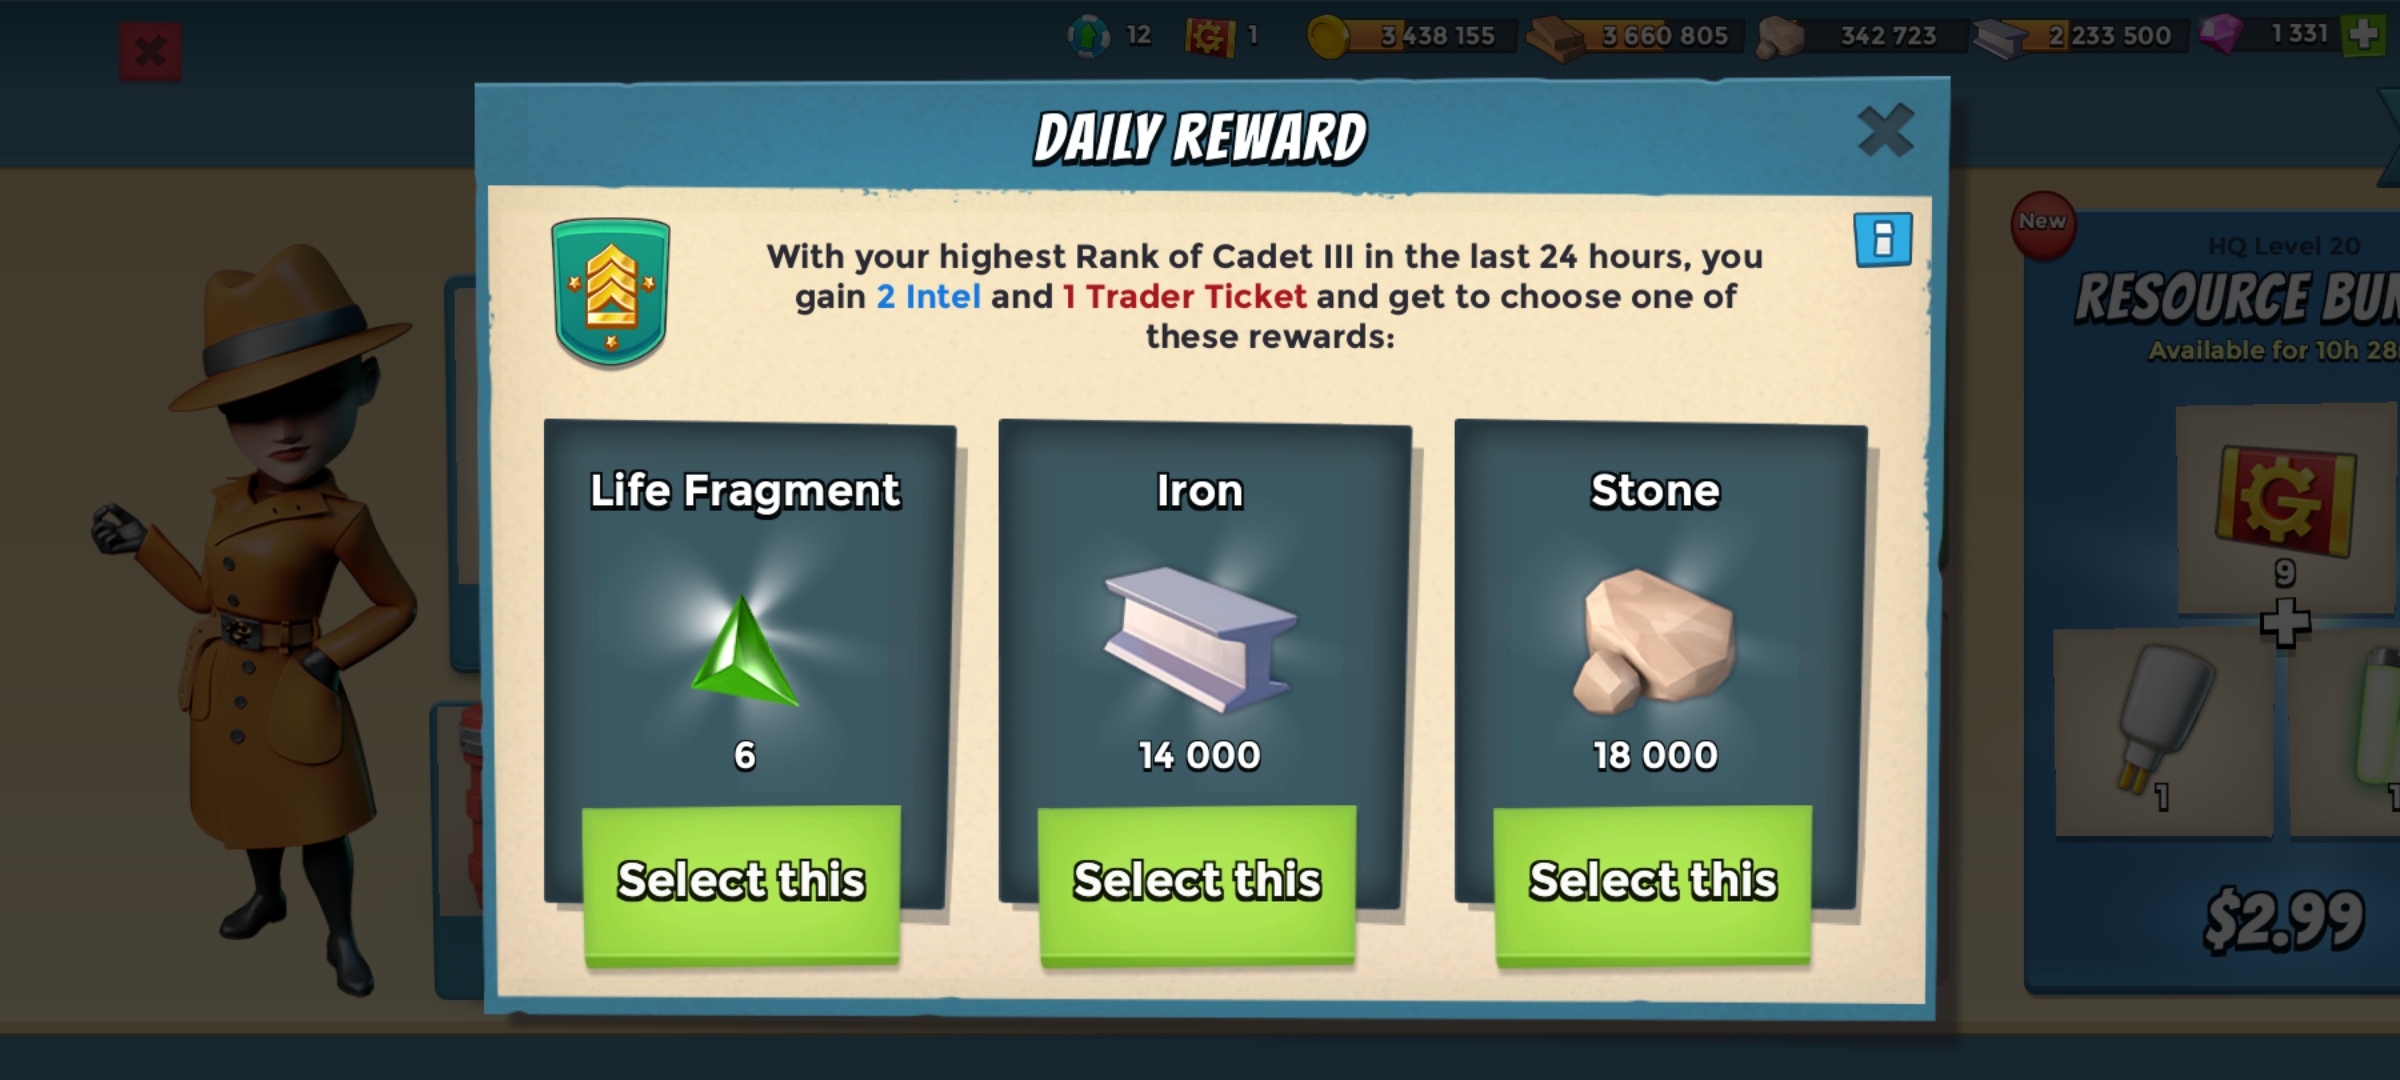 12
1
3 438 155
3 660 805
342 723
2 233 500
1 331
DAILY REWARD
With your highest Rank of Cadet III in the last 24 hours, you
gain 2 Intel and 1 Trader Ticket and get to choose one of
these rewards:
Life Fragment
6
Select this
Iron
14 000
Select this
Stone
18 000
Select this
New
HQ Level 20
RESOURCE BUN
Available for 10h 28
G
9
1
1
$2.99